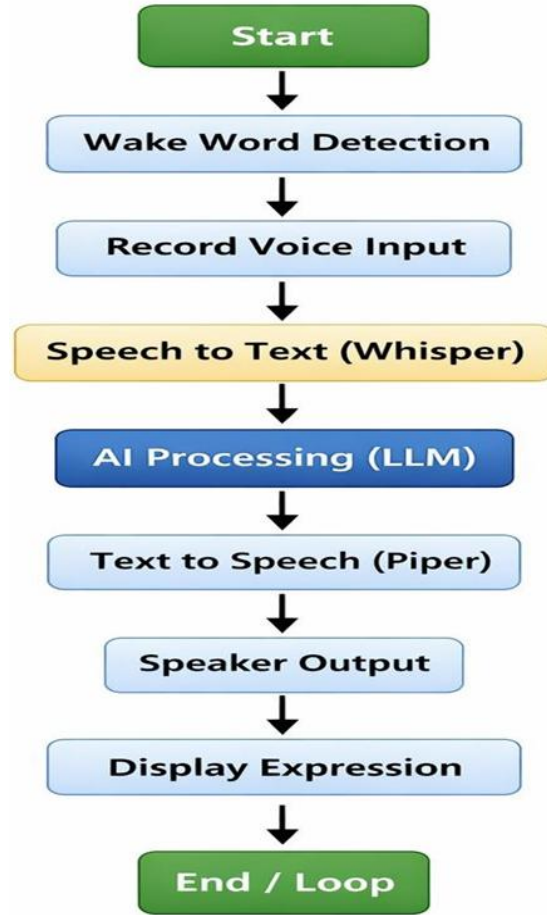 Start
Wake Word Detection
Record Voice Input
Speech to Text (Whisper)
AI Processing (LLM)
Text to Speech (Piper)
Speaker Output
Display Expression
End / Loop